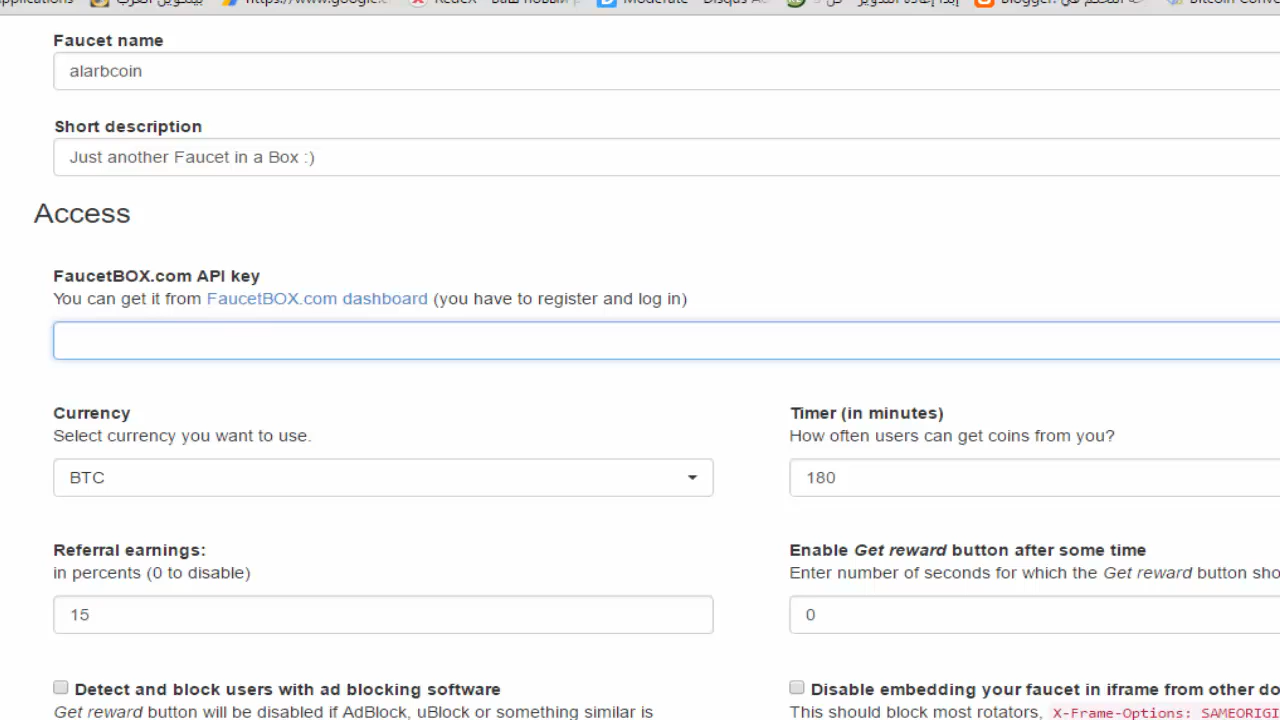 Faucet name
alarbcoin
Short description
Just another Faucet in a Box :)
Access
FaucetBOX.com API key
You can get it from FaucetBOX.com dashboard (you have to register and log in)
Currency
Select currency you want to use.
BTC
Timer (in minutes)
How often users can get coins from you?
180
Referral earnings:
in percents (0 to disable)
15
Enable Get reward button after some time
Enter number of seconds for which the Get reward button sho
0
Detect and block users with ad blocking software
Get reward button will be disabled if AdBlock, uBlock or something similar is
Disable embedding your faucet in iframe from other do
This should block most rotators, X-Frame-Options: SAMEORIGI